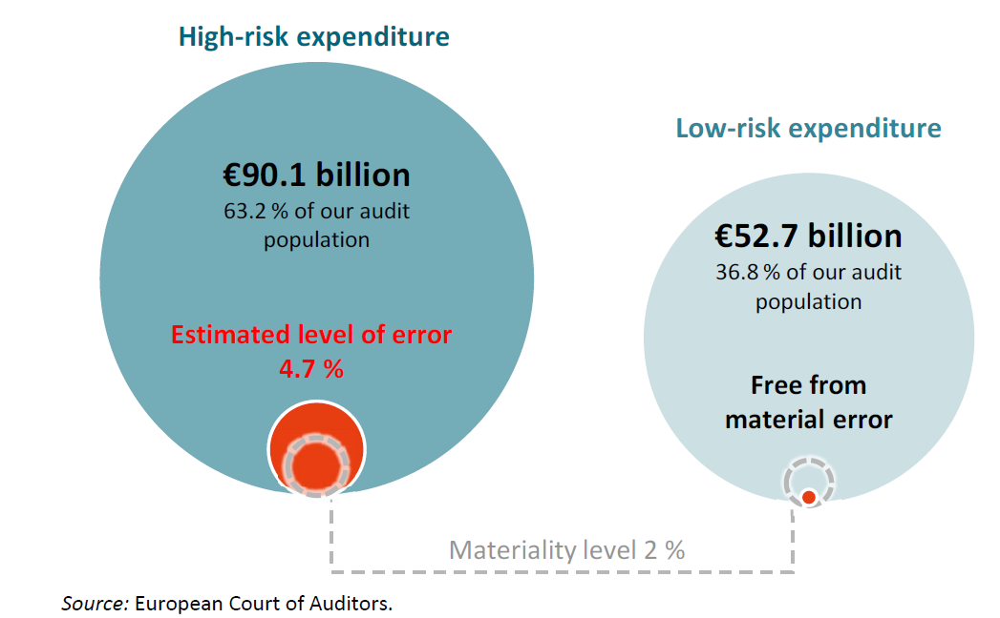 High-risk expenditure
€90.1 billion
63.2 % of our audit
population
Estimated level of error
4.7 %
Low-risk expenditure
€52.7 billion
36.8 % of our audit
population
Free from
material error
Materiality level 2 %
Source: European Court of Auditors.